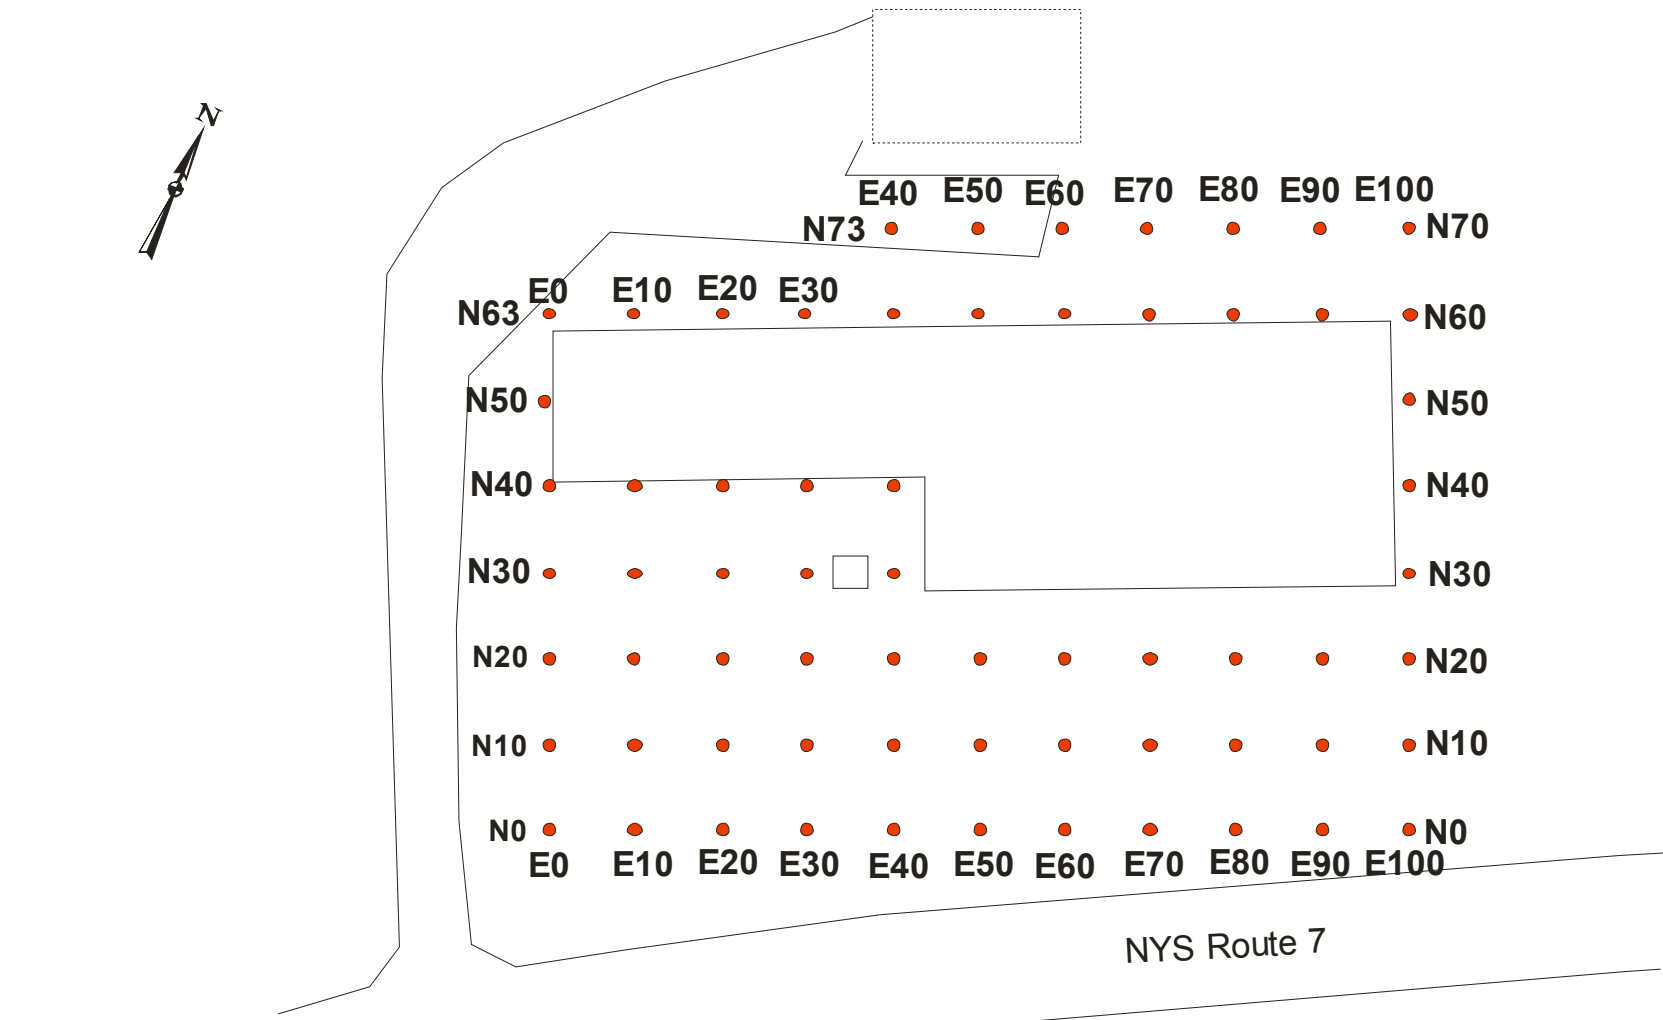 N
E40 E50 E60 E70 E80 E90 E100
N73 N70
E0 E10 E20 E30
N63 N60
N50 N50
N40 N40
N30 N30
N20 N20
N10 N10
N0 N0
E0 E10 E20 E30 E40 E50 E60 E70 E80 E90 E100
NYS Route 7